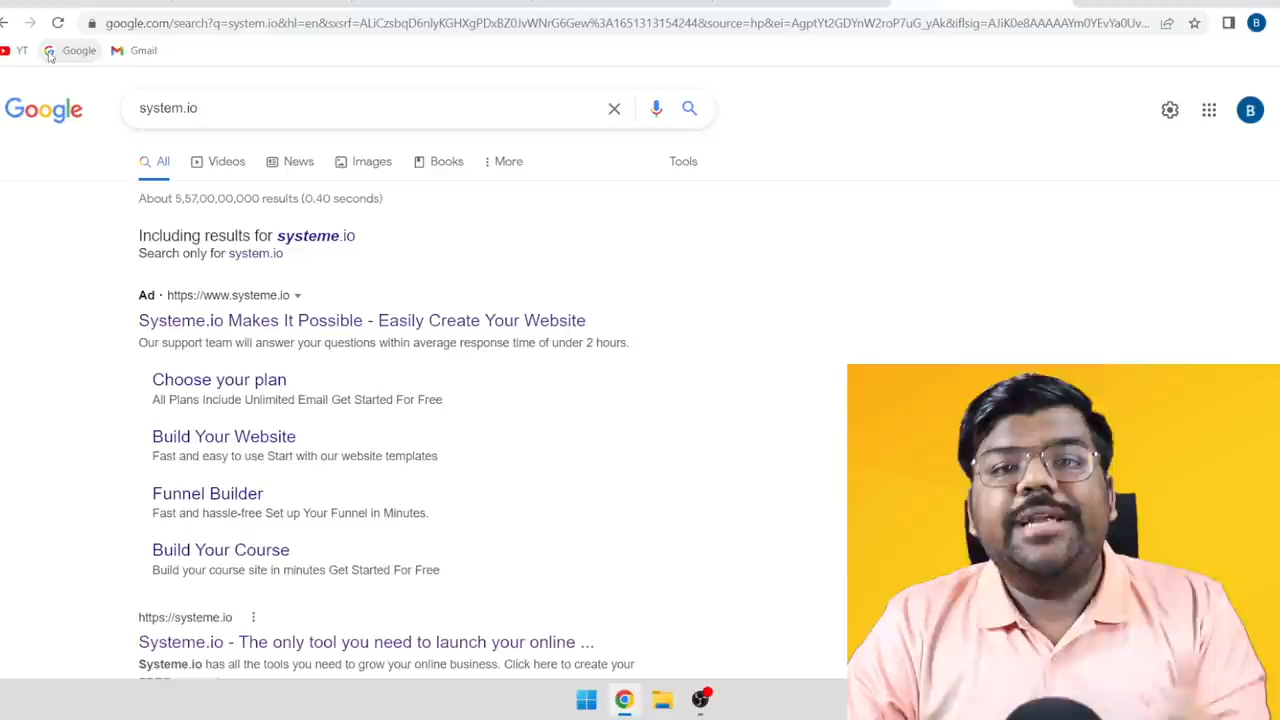 google.com/search?q=system.io&hl=en&sxsrf=ALiCzsbqD6nlyKGHXgPDxBZ0JvWNrG6Gew%3A1651313154244&source=hp&ei=AgptYt2GDYnW2roP7uG_yAk&iflsig=AJiK0e8AAAAAYm0YEvYa0Uv...
YT Google Gmail
Google system.io
All Videos News Images Books More Tools
About 5,57,00,00,000 results (0.40 seconds)
Including results for systeme.io
Search only for system.io
Ad · https://www.systeme.io
Systeme.io Makes It Possible - Easily Create Your Website
Our support team will answer your questions within average response time of under 2 hours.
Choose your plan
All Plans Include Unlimited Email Get Started For Free
Build Your Website
Fast and easy to use Start with our website templates
Funnel Builder
Fast and hassle-free Set up Your Funnel in Minutes.
Build Your Course
Build your course site in minutes Get Started For Free
https://systeme.io
Systeme.io - The only tool you need to launch your online ...
Systeme.io has all the tools you need to grow your online business. Click here to create your
B
B